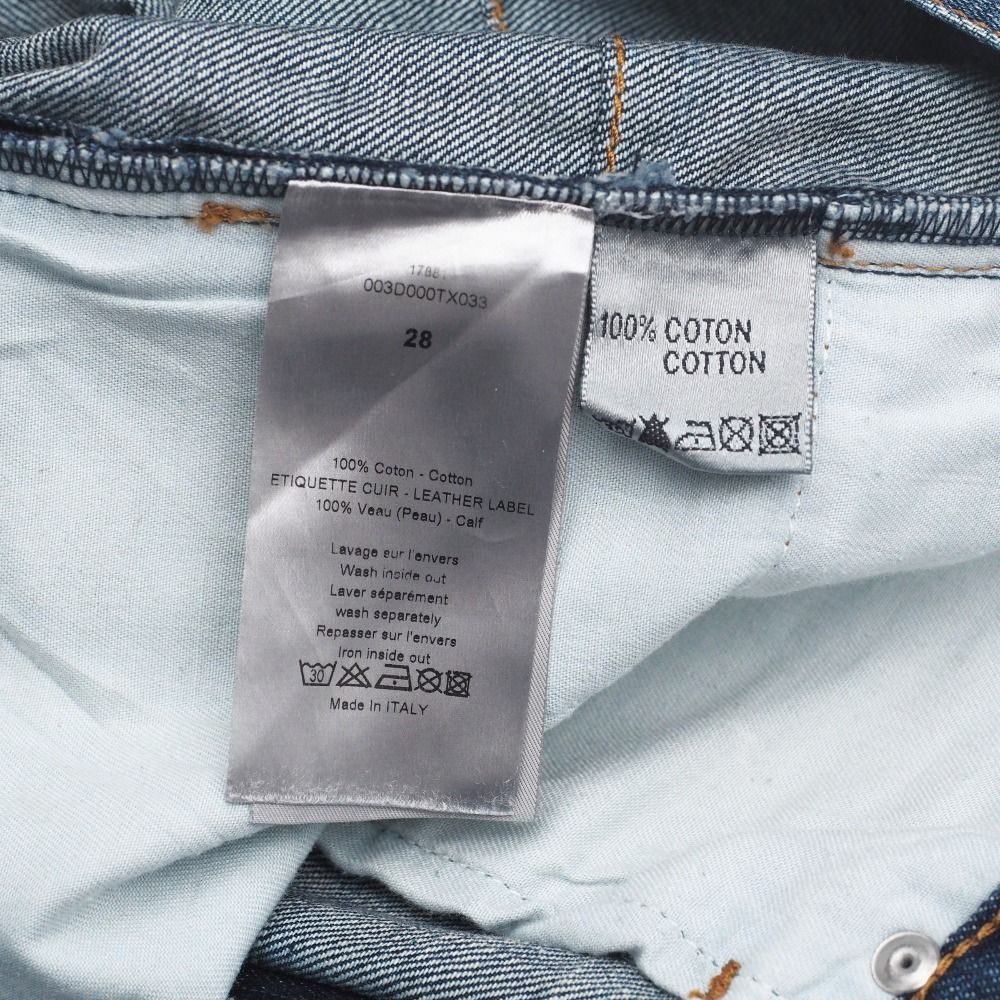 1788
003D000TX033
28
100% Coton - Cotton
ETIQUETTE CUIR - LEATHER LABEL
100% Veau (Peau) - Calf
Lavage sur l'envers
Wash inside out
Laver séparément
wash separately
Repasser sur l'envers
Iron inside out
30
Made In ITALY
100% COTON
COTTON